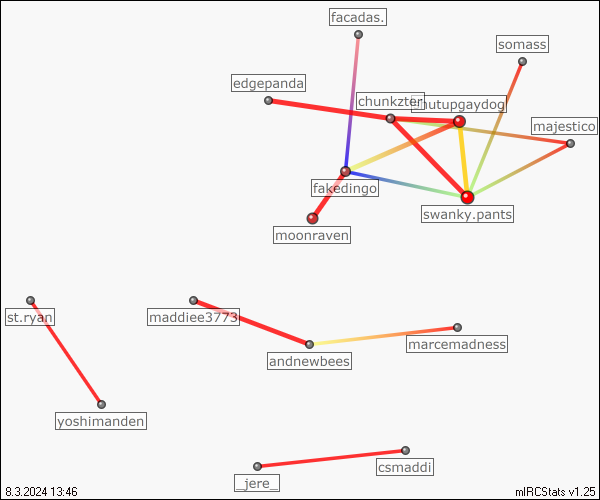 facadas.
somass
edgepanda
chunkzter
shutupgaydog
majestico
fakedingo
swanky.pants
moonraven
st.ryan
maddiee3773
marcemadness
andnewbees
yoshimanden
csmaddi
_jere_
8.3.2024 13:46
mIRCStats v1.25